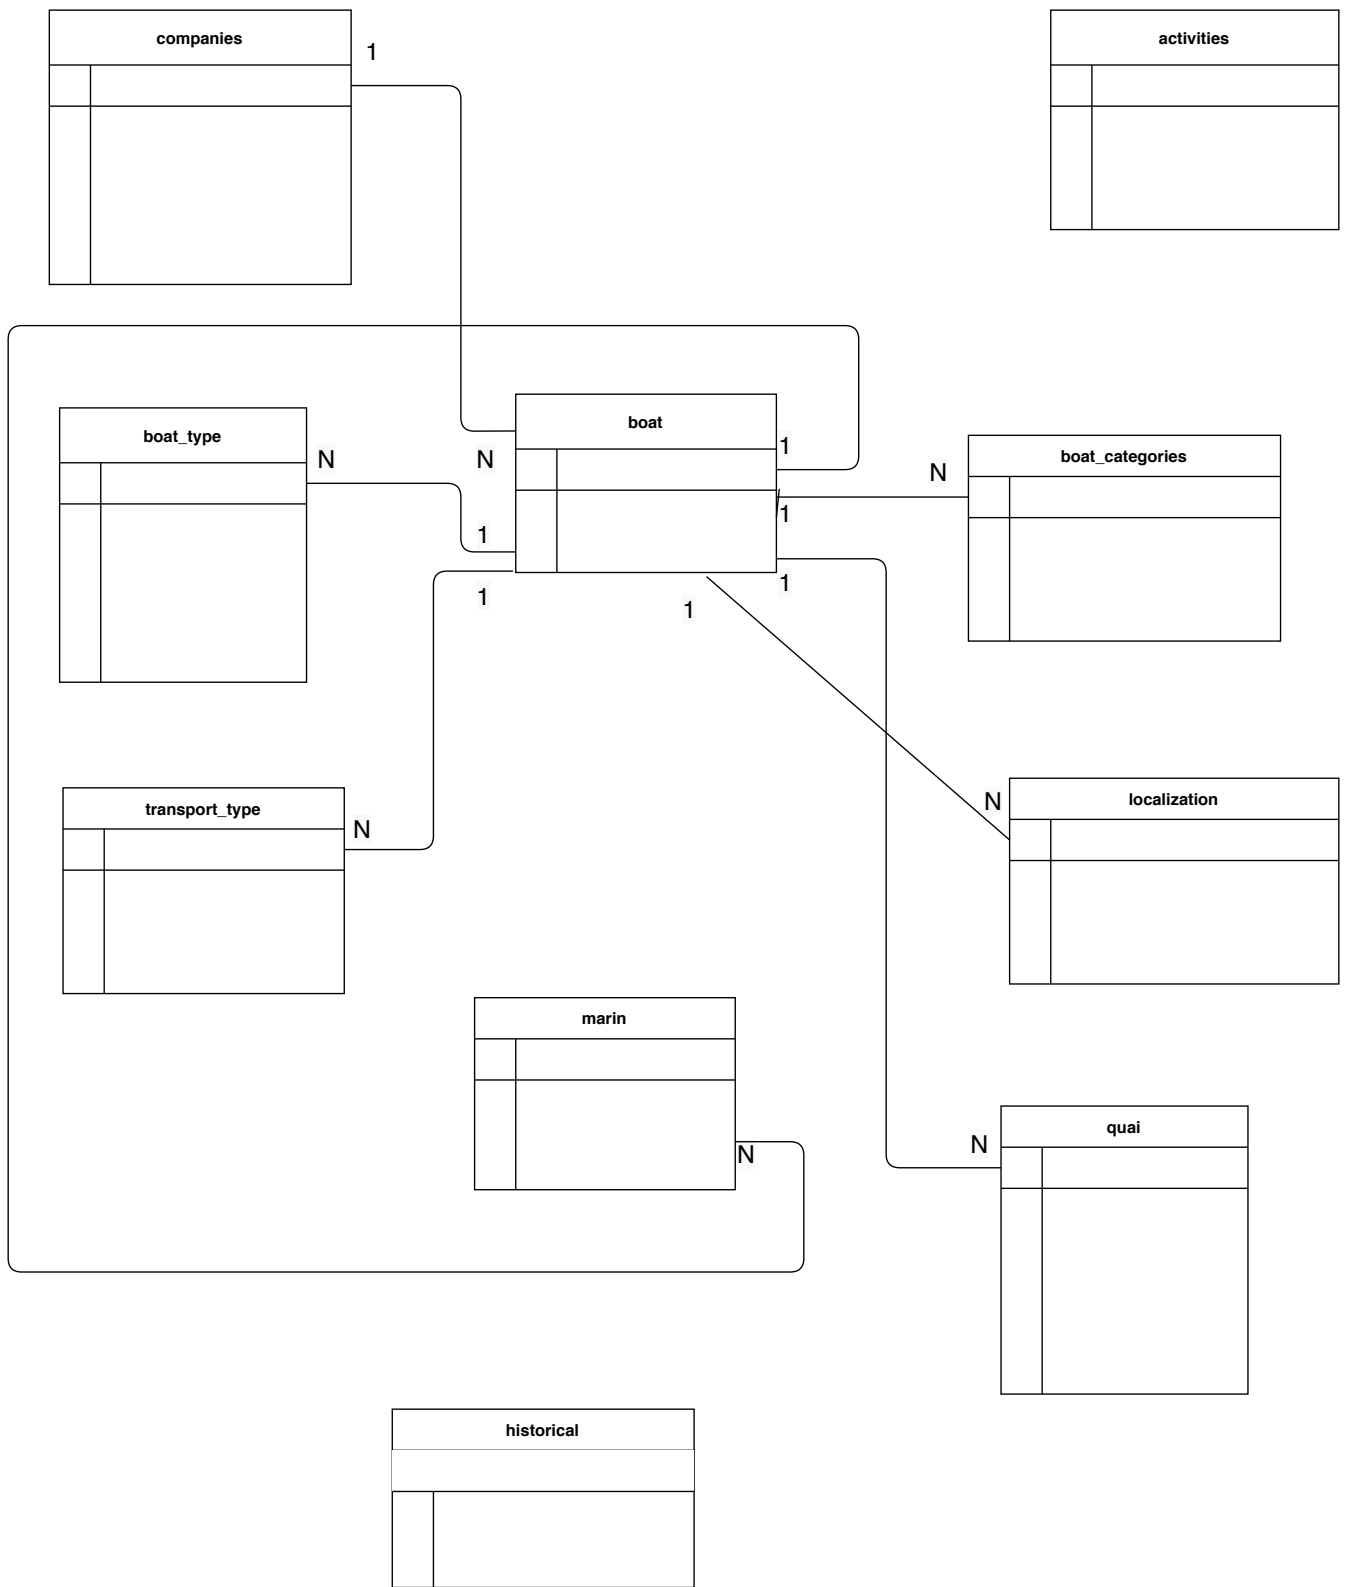 companies
1
activities
boat_type
N
N
boat
1
N
boat_categories
1
1
1
1
1
transport_type
N
N
localization
marin
N
N
quai
historical